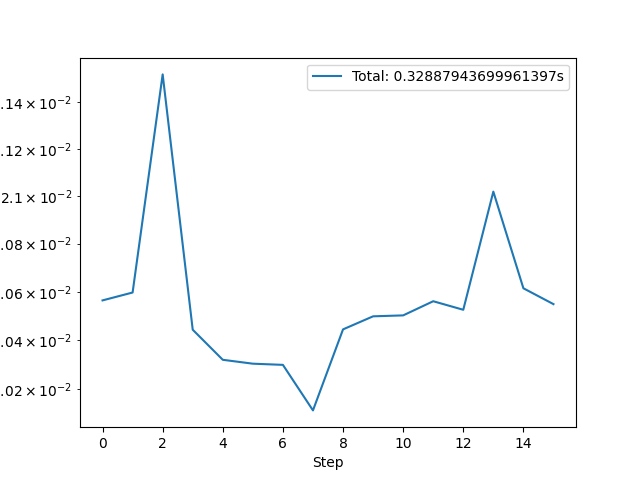 Total: 0.32887943699961397s
.14 × 10⁻²
.12 × 10⁻²
2.1 × 10⁻²
.08 × 10⁻²
.06 × 10⁻²
.04 × 10⁻²
.02 × 10⁻²
0 2 4 6 8 10 12 14
Step